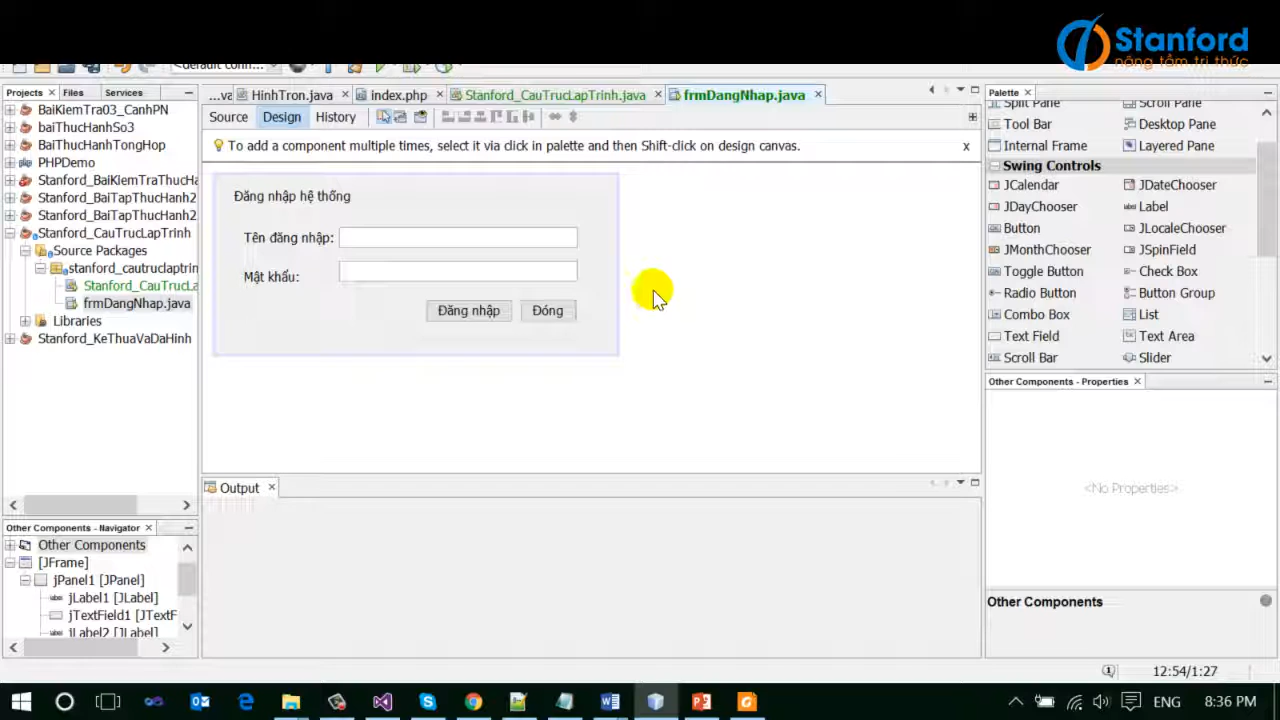 Stanford
nâng tầm tri thức
Projects
Files
Services
...va
HinhTron.java
index.php
Stanford_CauTrucLapTrinh.java
frmDangNhap.java
Palette
BaiKiemTra03_CanhPN
baiThucHanhSo3
BaiThucHanhTongHop
PHPDemo
Stanford_BaiKiemTraThucHa
Stanford_BaiTapThucHanh2
Stanford_BaiTapThucHanh2
Stanford_CauTrucLapTrinh
Source Packages
stanford_cautruclaptrin
Stanford_CauTrucLa
frmDangNhap.java
Libraries
Stanford_KeThuaVaDaHinh
Source
Design
History
To add a component multiple times, select it via click in palette and then Shift-click on design canvas.
x
Đăng nhập hệ thống
Tên đăng nhập:
Mật khẩu:
Đăng nhập
Đóng
Output
Split Pane
Scroll Pane
Tool Bar
Desktop Pane
Internal Frame
Layered Pane
Swing Controls
JCalendar
JDateChooser
JDayChooser
Label
Button
JLocaleChooser
JMonthChooser
JSpinField
Toggle Button
Check Box
Radio Button
Button Group
Combo Box
List
Text Field
Text Area
Scroll Bar
Slider
Other Components - Properties
<No Properties>
Other Components
Other Components - Navigator
Other Components
[JFrame]
jPanel1 [JPanel]
jLabel1 [JLabel]
jTextField1 [JTextF
jLabel2 [JLabel]
12:54/1:27
ENG
8:36 PM